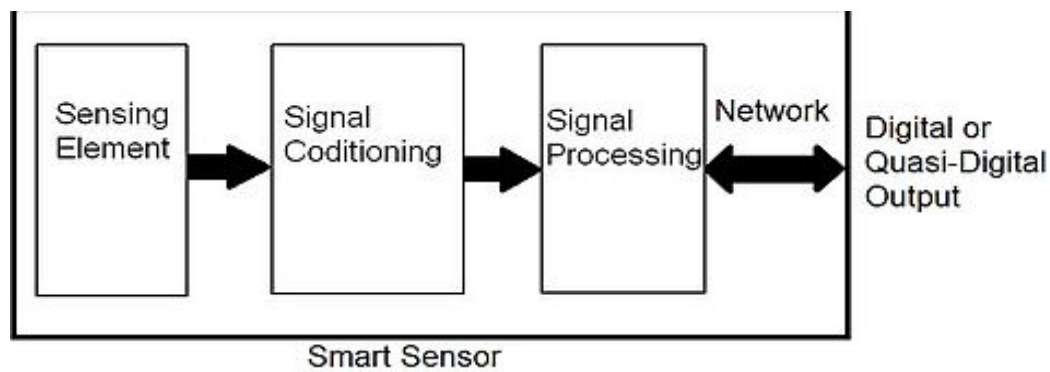 Sensing
Element
Signal
Coditioning
Signal
Processing
Network
Digital or
Quasi-Digital
Output
Smart Sensor